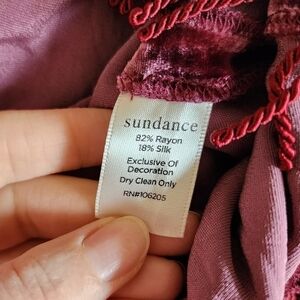 sundance
82% Rayon
18% Silk
Exclusive Of
Decoration
Dry Clean Only
RN#106205